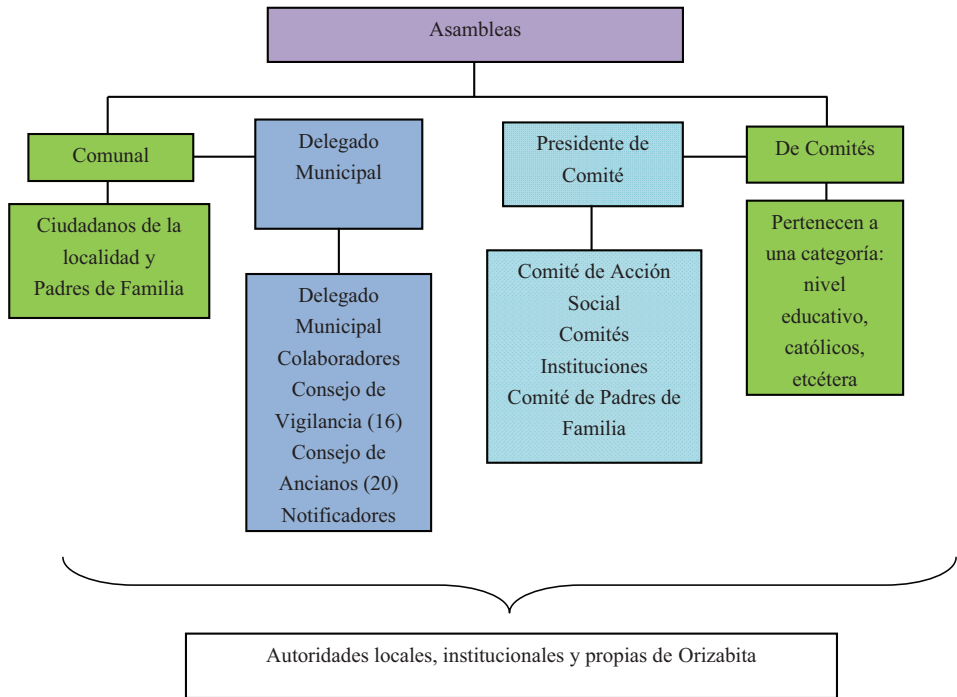 Asambleas
Comunal
Delegado
Municipal
Presidente de
Comité
De Comités
Ciudadanos de la
localidad y
Padres de Familia
Delegado
Municipal
Colaboradores
Consejo de
Vigilancia (16)
Consejo de
Ancianos (20)
Notificadores
Comité de Acción
Social
Comités
Instituciones
Comité de Padres de
Familia
Pertenecen a
una categoría:
nivel
educativo,
católicos,
etcétera
Autoridades locales, institucionales y propias de Orizabita